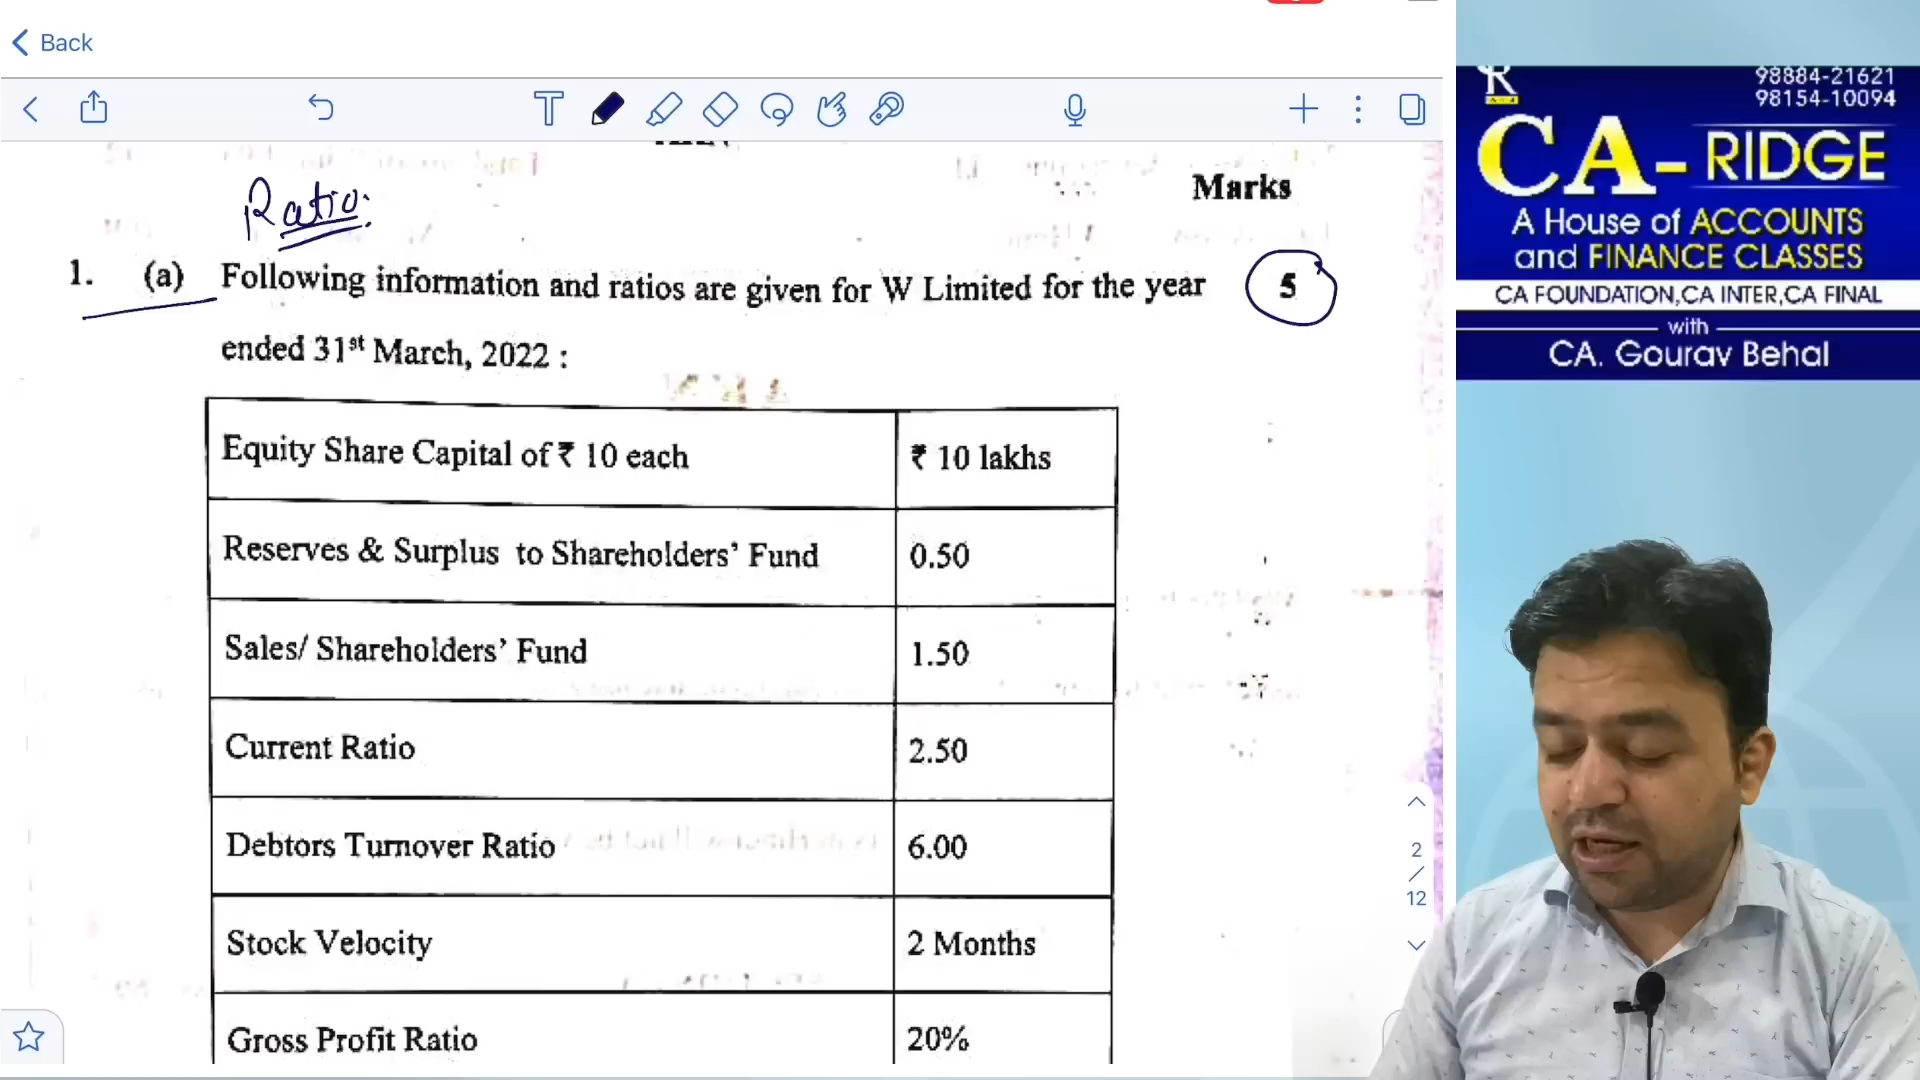 Back
Marks
Ratio:
1. (a) Following information and ratios are given for W Limited for the year 5
ended 31st March, 2022 :
Equity Share Capital of ₹ 10 each ₹ 10 lakhs
Reserves & Surplus to Shareholders' Fund 0.50
Sales/ Shareholders' Fund 1.50
Current Ratio 2.50
Debtors Turnover Ratio 6.00
Stock Velocity 2 Months
Gross Profit Ratio 20%
2
/
12
98884-21621
98154-10094
CA- RIDGE
A House of ACCOUNTS
and FINANCE CLASSES
CA FOUNDATION,CA INTER,CA FINAL
with
CA. Gourav Behal